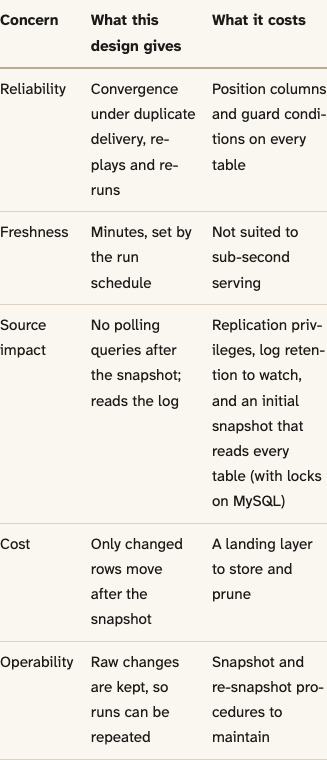 Concern What this design gives What it costs
Reliability Convergence under duplicate delivery, re-plays and re-runs Position columns and guard condi-tions on every table
Freshness Minutes, set by the run schedule Not suited to sub-second serving
Source impact No polling queries after the snapshot; reads the log Replication priv-ileges, log reten-tion to watch, and an initial snapshot that reads every table (with locks on MySQL)
Cost Only changed rows move after the snapshot A landing layer to store and prune
Operability Raw changes are kept, so runs can be repeated Snapshot and re-snapshot pro-cedures to maintain